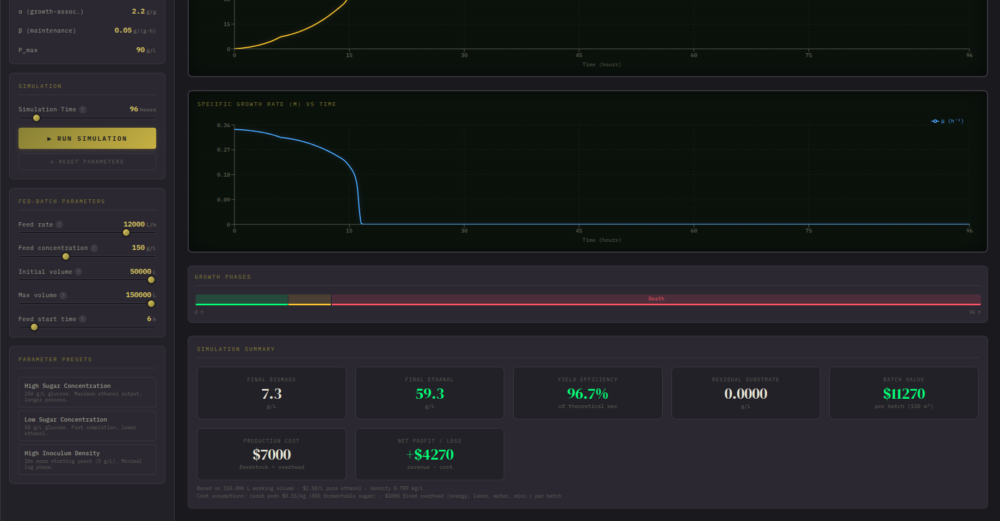 α (growth-assoc.) 2.2 g/g
β (maintenance) 0.05 g/(g·h)
P_max 90 g/L
SIMULATION
Simulation Time ? 96 hours
▶ RUN SIMULATION
↻ RESET PARAMETERS
FED-BATCH PARAMETERS
Feed rate ? 12000 L/h
Feed concentration ? 150 g/L
Initial volume ? 50000 L
Max volume ? 150000 L
Feed start time ? 6 h
PARAMETER PRESETS
High Sugar Concentration
250 g/L glucose. Maximum ethanol output,
longer process.
Low Sugar Concentration
50 g/L glucose. Fast completion, lower
ethanol.
High Inoculum Density
10x more starting yeast (5 g/L). Minimal
lag phase.
15
0
0 15 30 45 60 75 96
Time (hours)
SPECIFIC GROWTH RATE (Μ) VS TIME
μ (h⁻¹)
0.36
0.27
0.18
0.09
0
0 15 30 45 60 75 96
Time (hours)
GROWTH PHASES
Death
0 h 96 h
SIMULATION SUMMARY
FINAL BIOMASS
7.3
g/L
FINAL ETHANOL
59.3
g/L
YIELD EFFICIENCY
96.7%
of theoretical max
RESIDUAL SUBSTRATE
0.0000
g/L
BATCH VALUE
$11270
per batch (150 m³)
PRODUCTION COST
$7000
feedstock + overhead
NET PROFIT / LOSS
+$4270
revenue − cost
Based on 150,000 L working volume · $1.00/L pure ethanol · density 0.789 kg/L
Cost assumptions: carob pods $0.15/kg (45% fermentable sugar) · $1000 fixed overhead (energy, labor, water, misc.) per batch